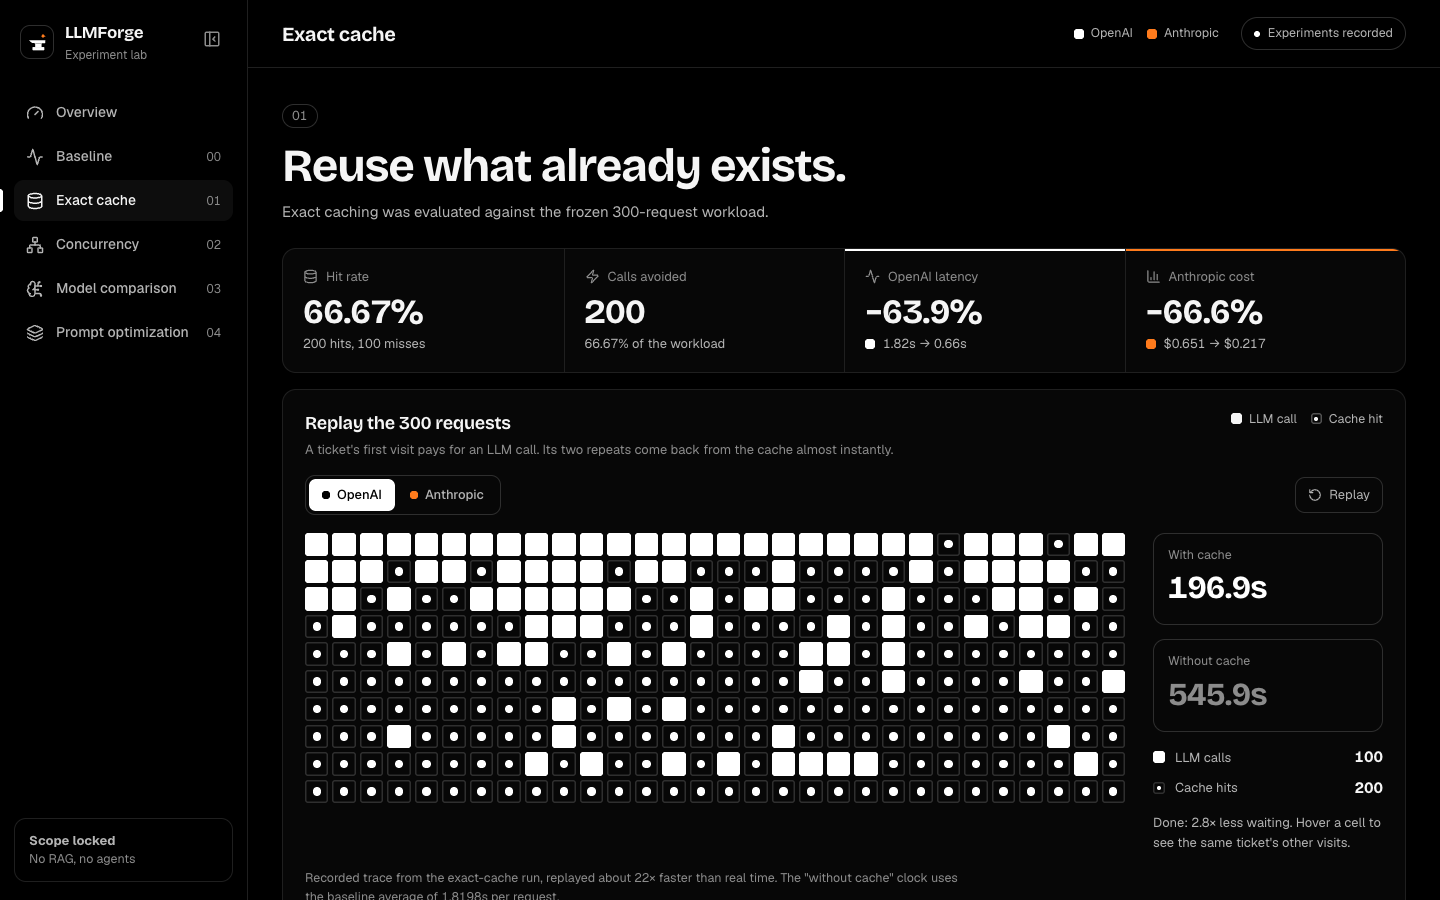 LLMForge
Experiment lab
Overview
Baseline 00
Exact cache 01
Concurrency 02
Model comparison 03
Prompt optimization 04
Scope locked
No RAG, no agents
Exact cache
OpenAI
Anthropic
Experiments recorded
01
Reuse what already exists.
Exact caching was evaluated against the frozen 300-request workload.
Hit rate
66.67%
200 hits, 100 misses
Calls avoided
200
66.67% of the workload
OpenAI latency
−63.9%
1.82s → 0.66s
Anthropic cost
−66.6%
$0.651 → $0.217
Replay the 300 requests
LLM call
Cache hit
A ticket's first visit pays for an LLM call. Its two repeats come back from the cache almost instantly.
OpenAI
Anthropic
Replay
With cache
196.9s
Without cache
545.9s
LLM calls 100
Cache hits 200
Done: 2.8× less waiting. Hover a cell to
see the same ticket's other visits.
Recorded trace from the exact-cache run, replayed about 22× faster than real time. The "without cache" clock uses
the baseline average of 1.8198s per request.